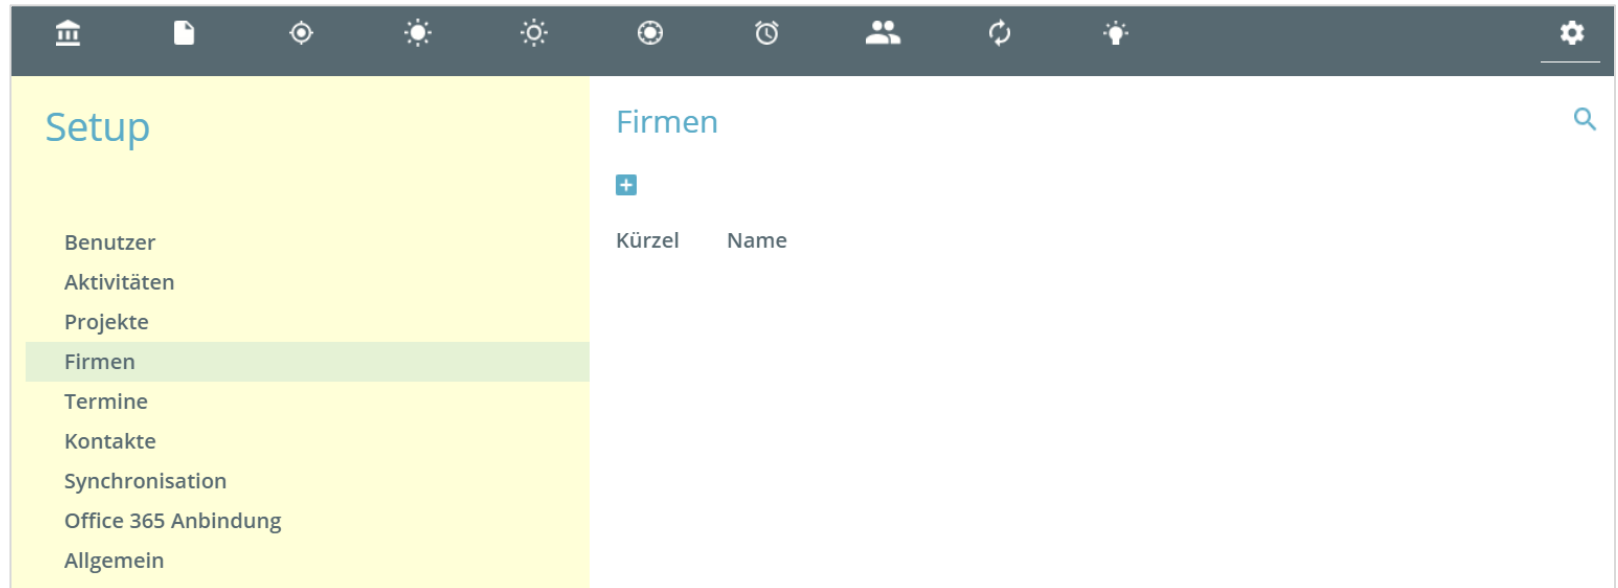 Setup
Benutzer
Aktivitäten
Projekte
Firmen
Termine
Kontakte
Synchronisation
Office 365 Anbindung
Allgemein
Firmen
Kürzel Name